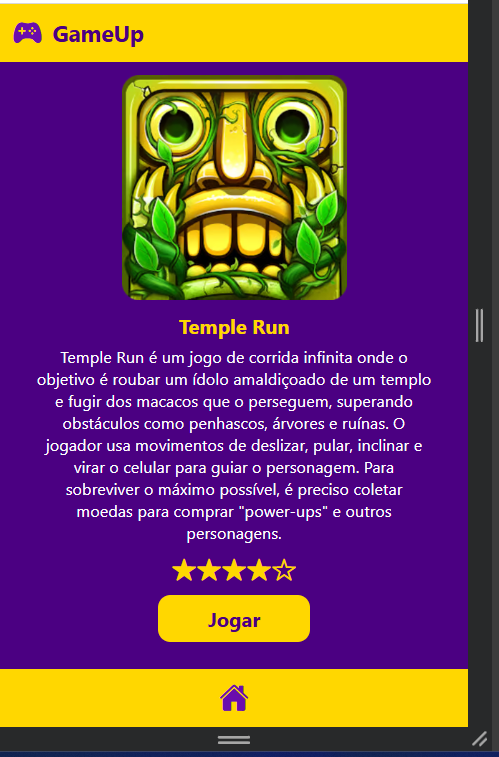 GameUp
Temple Run
Temple Run é um jogo de corrida infinita onde o
objetivo é roubar um ídolo amaldiçoado de um templo
e fugir dos macacos que o perseguem, superando
obstáculos como penhascos, árvores e ruínas. O
jogador usa movimentos de deslizar, pular, inclinar e
virar o celular para guiar o personagem. Para
sobreviver o máximo possível, é preciso coletar
moedas para comprar "power-ups" e outros
personagens.
Jogar